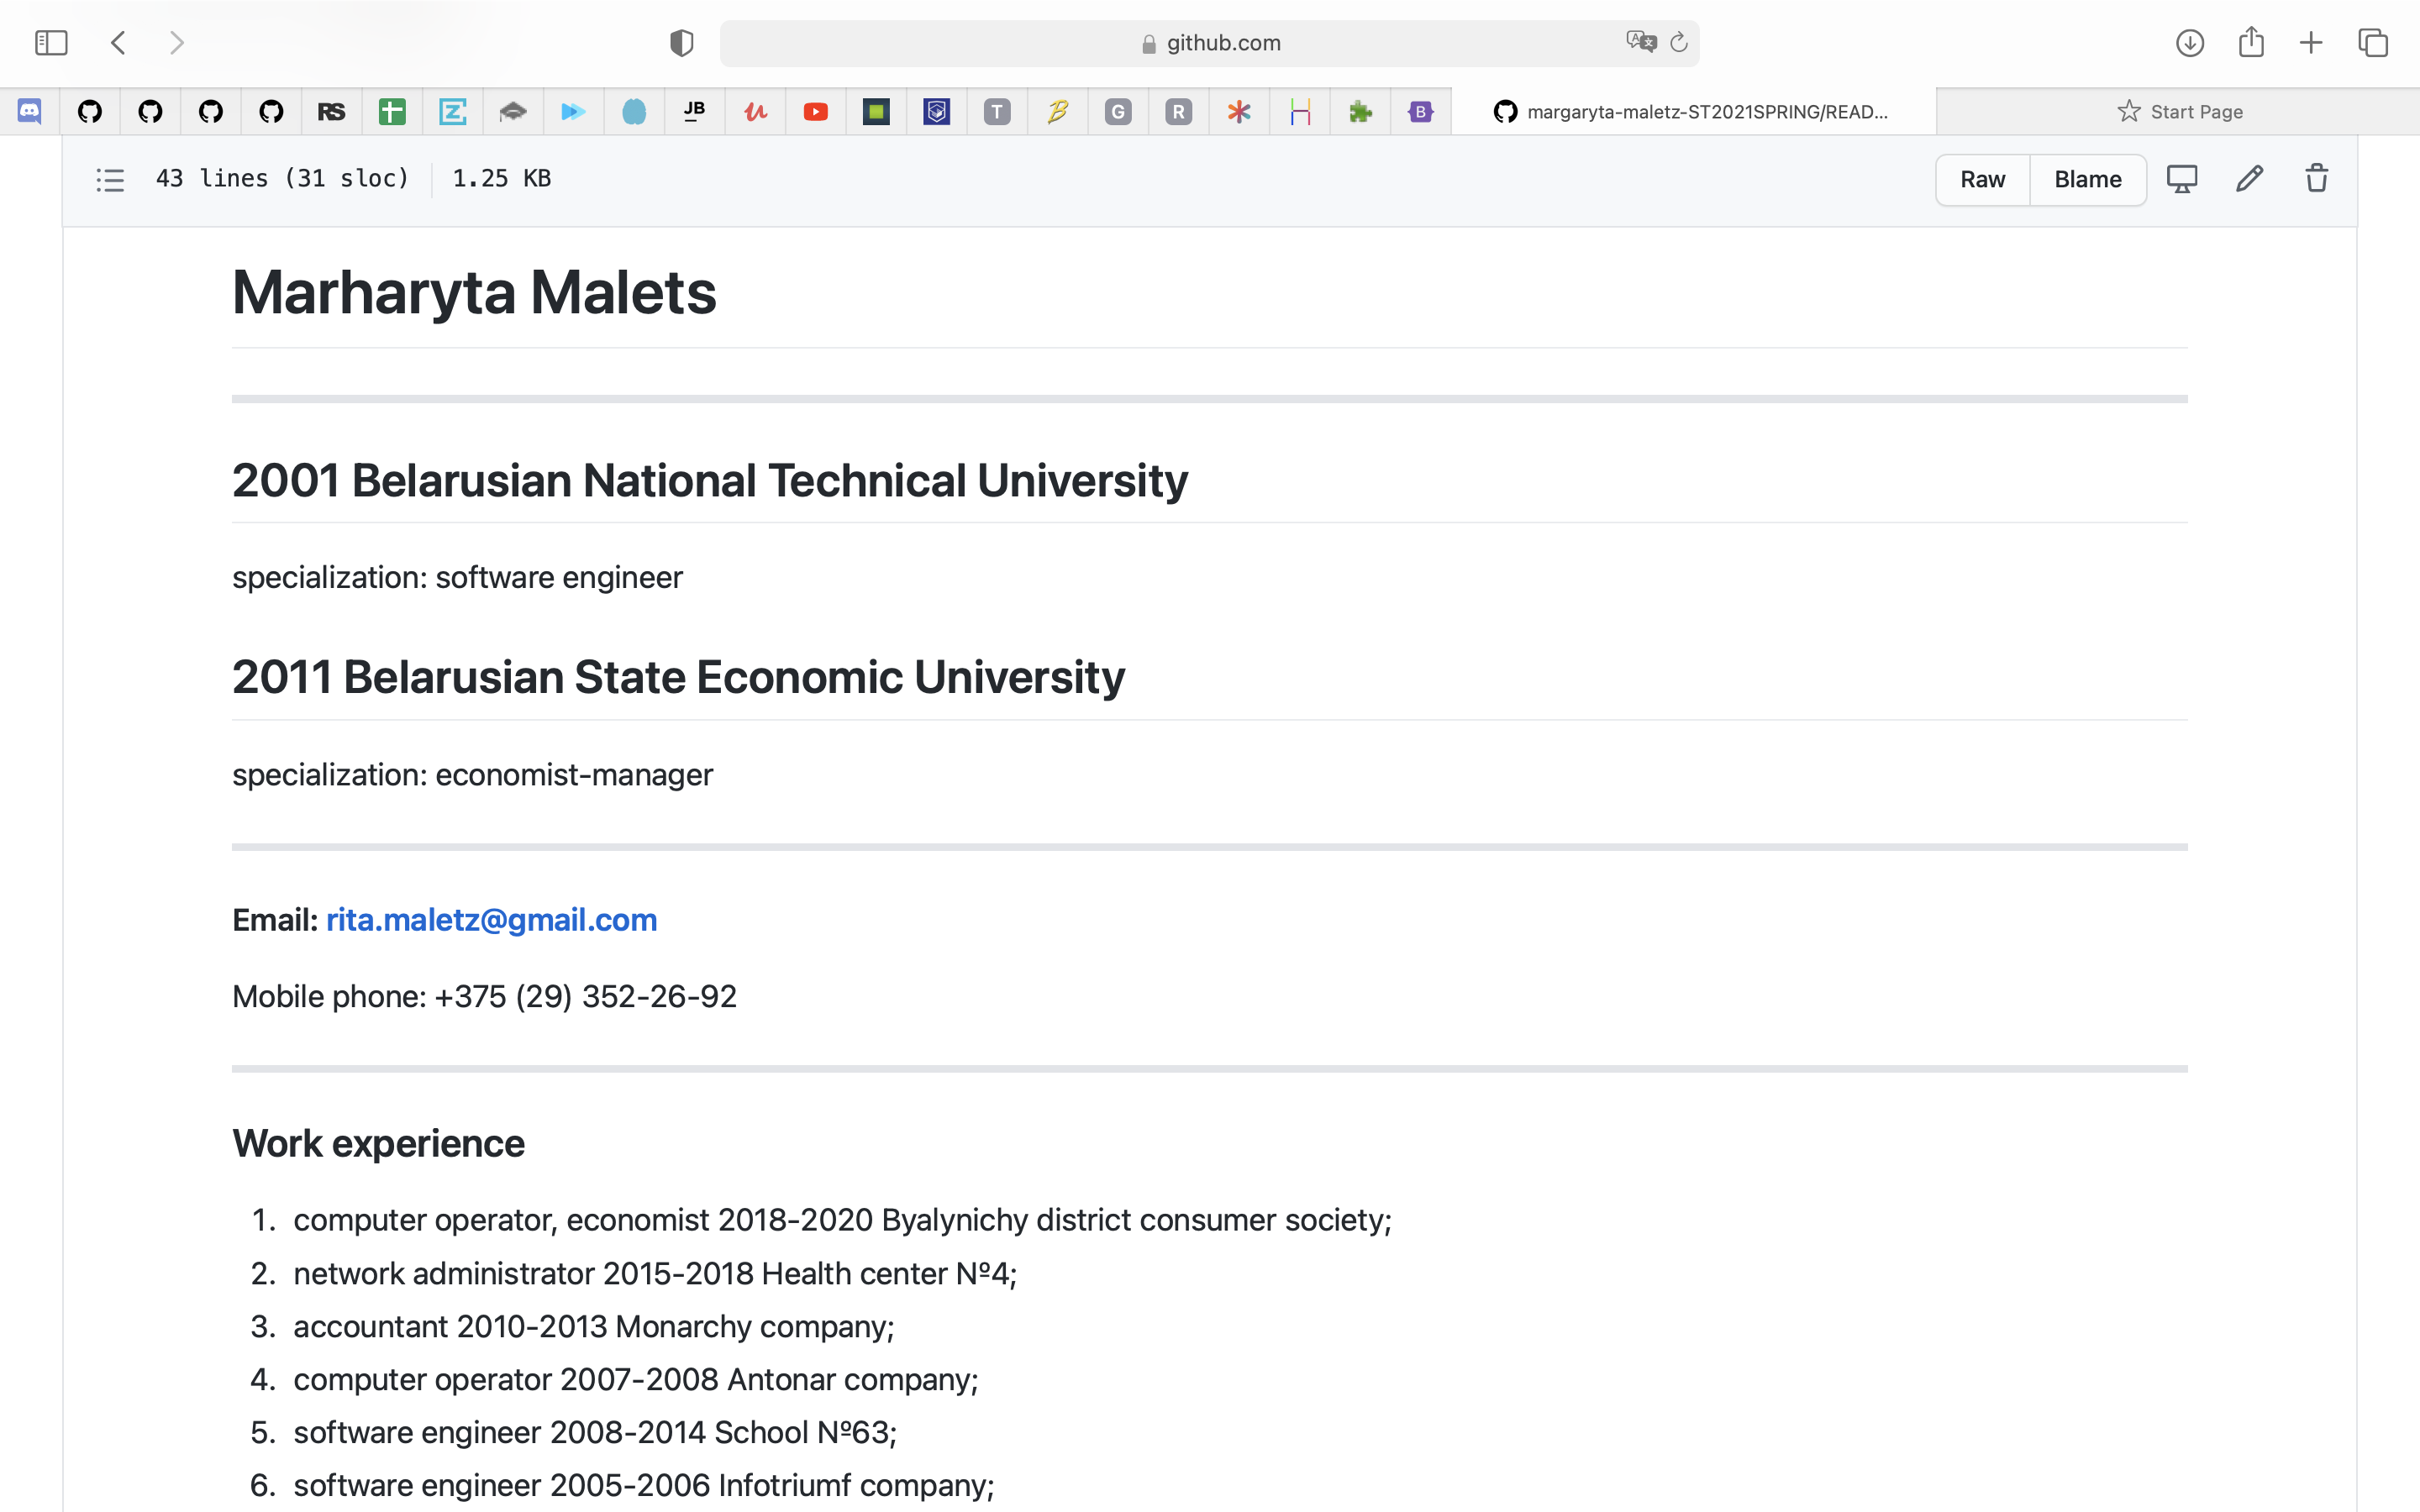 github.com
RS
JB
T
B
G
R
B
margaryta-maletz-ST2021SPRING/READ...
Start Page
43 lines (31 sloc)
1.25 KB
Raw
Blame
Marharyta Malets
2001 Belarusian National Technical University
specialization: software engineer
2011 Belarusian State Economic University
specialization: economist-manager
Email: rita.maletz@gmail.com
Mobile phone: +375 (29) 352-26-92
Work experience
1. computer operator, economist 2018-2020 Byalynichy district consumer society;
2. network administrator 2015-2018 Health center №4;
3. accountant 2010-2013 Monarchy company;
4. computer operator 2007-2008 Antonar company;
5. software engineer 2008-2014 School №63;
6. software engineer 2005-2006 Infotriumf company;